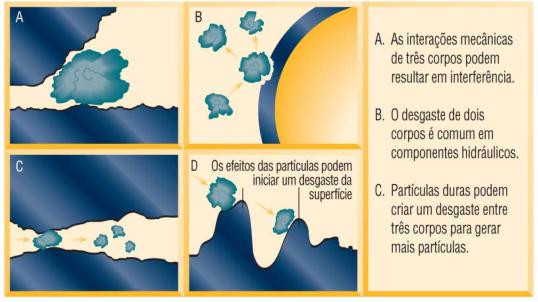 A
B
C
D Os efeitos das partículas podem
iniciar um desgaste da
superfície
A. As interações mecânicas
de três corpos podem
resultar em interferência.
B. O desgaste de dois
corpos é comum em
componentes hidráulicos.
C. Partículas duras podem
criar um desgaste entre
três corpos para gerar
mais partículas.